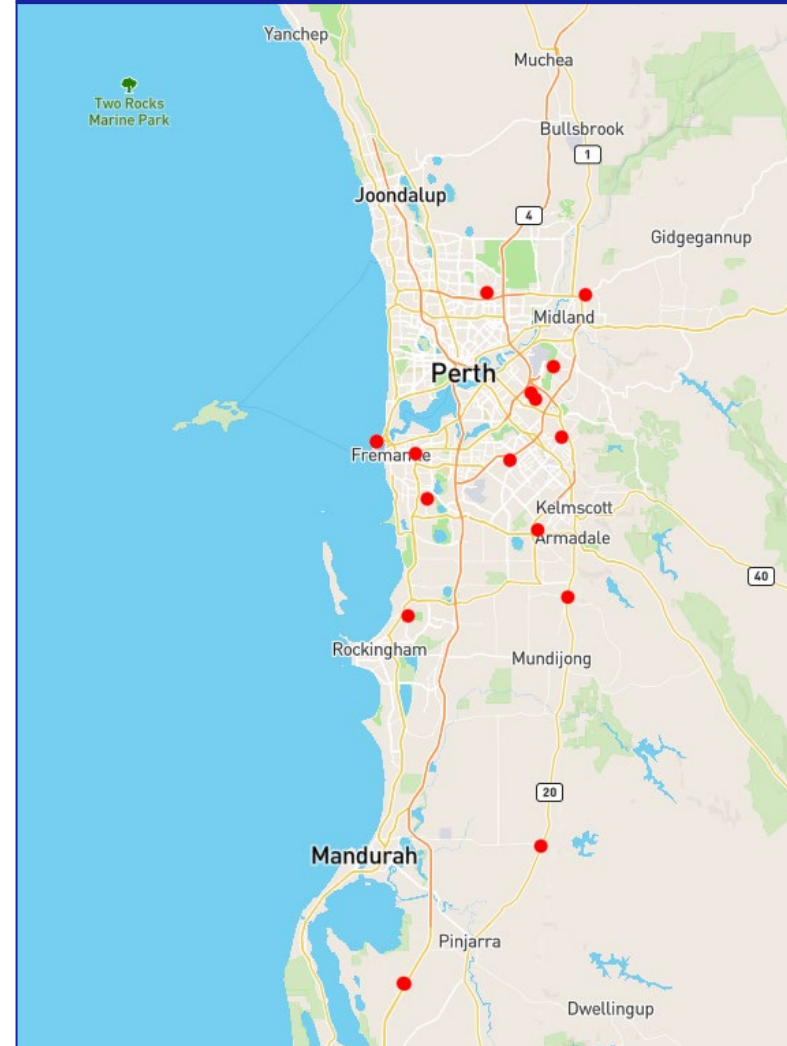 Yanchep
Muchea
Two Rocks
Marine Park
Bullsbrook
1
Joondalup
4
Gidgegannup
Midland
Perth
Fremantle
Kelmscott
Armadale
40
Rockingham
Mundijong
20
Mandurah
Pinjarra
Dwellingup